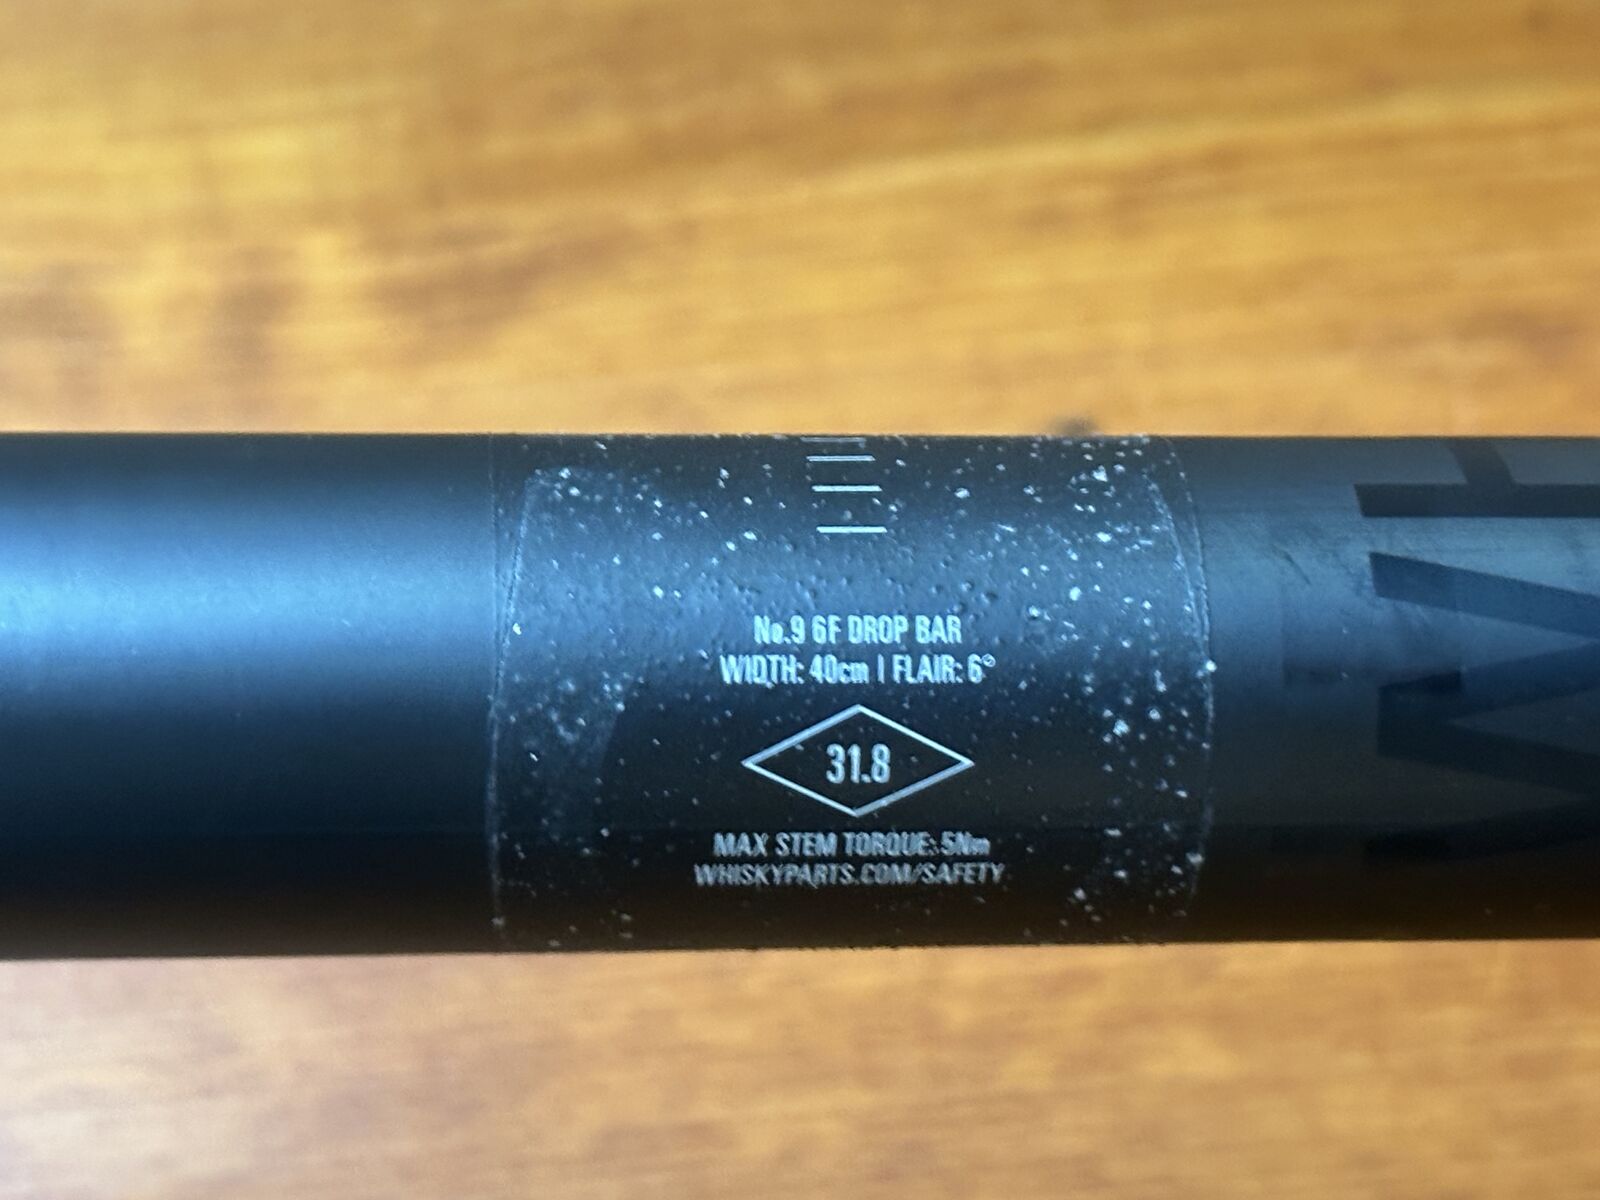 No.9 6F DROP BAR
WIDTH: 40cm | FLAIR: 6°
31.8
MAX STEM TORQUE: 5Nm
WHISKYPARTS.COM/SAFETY